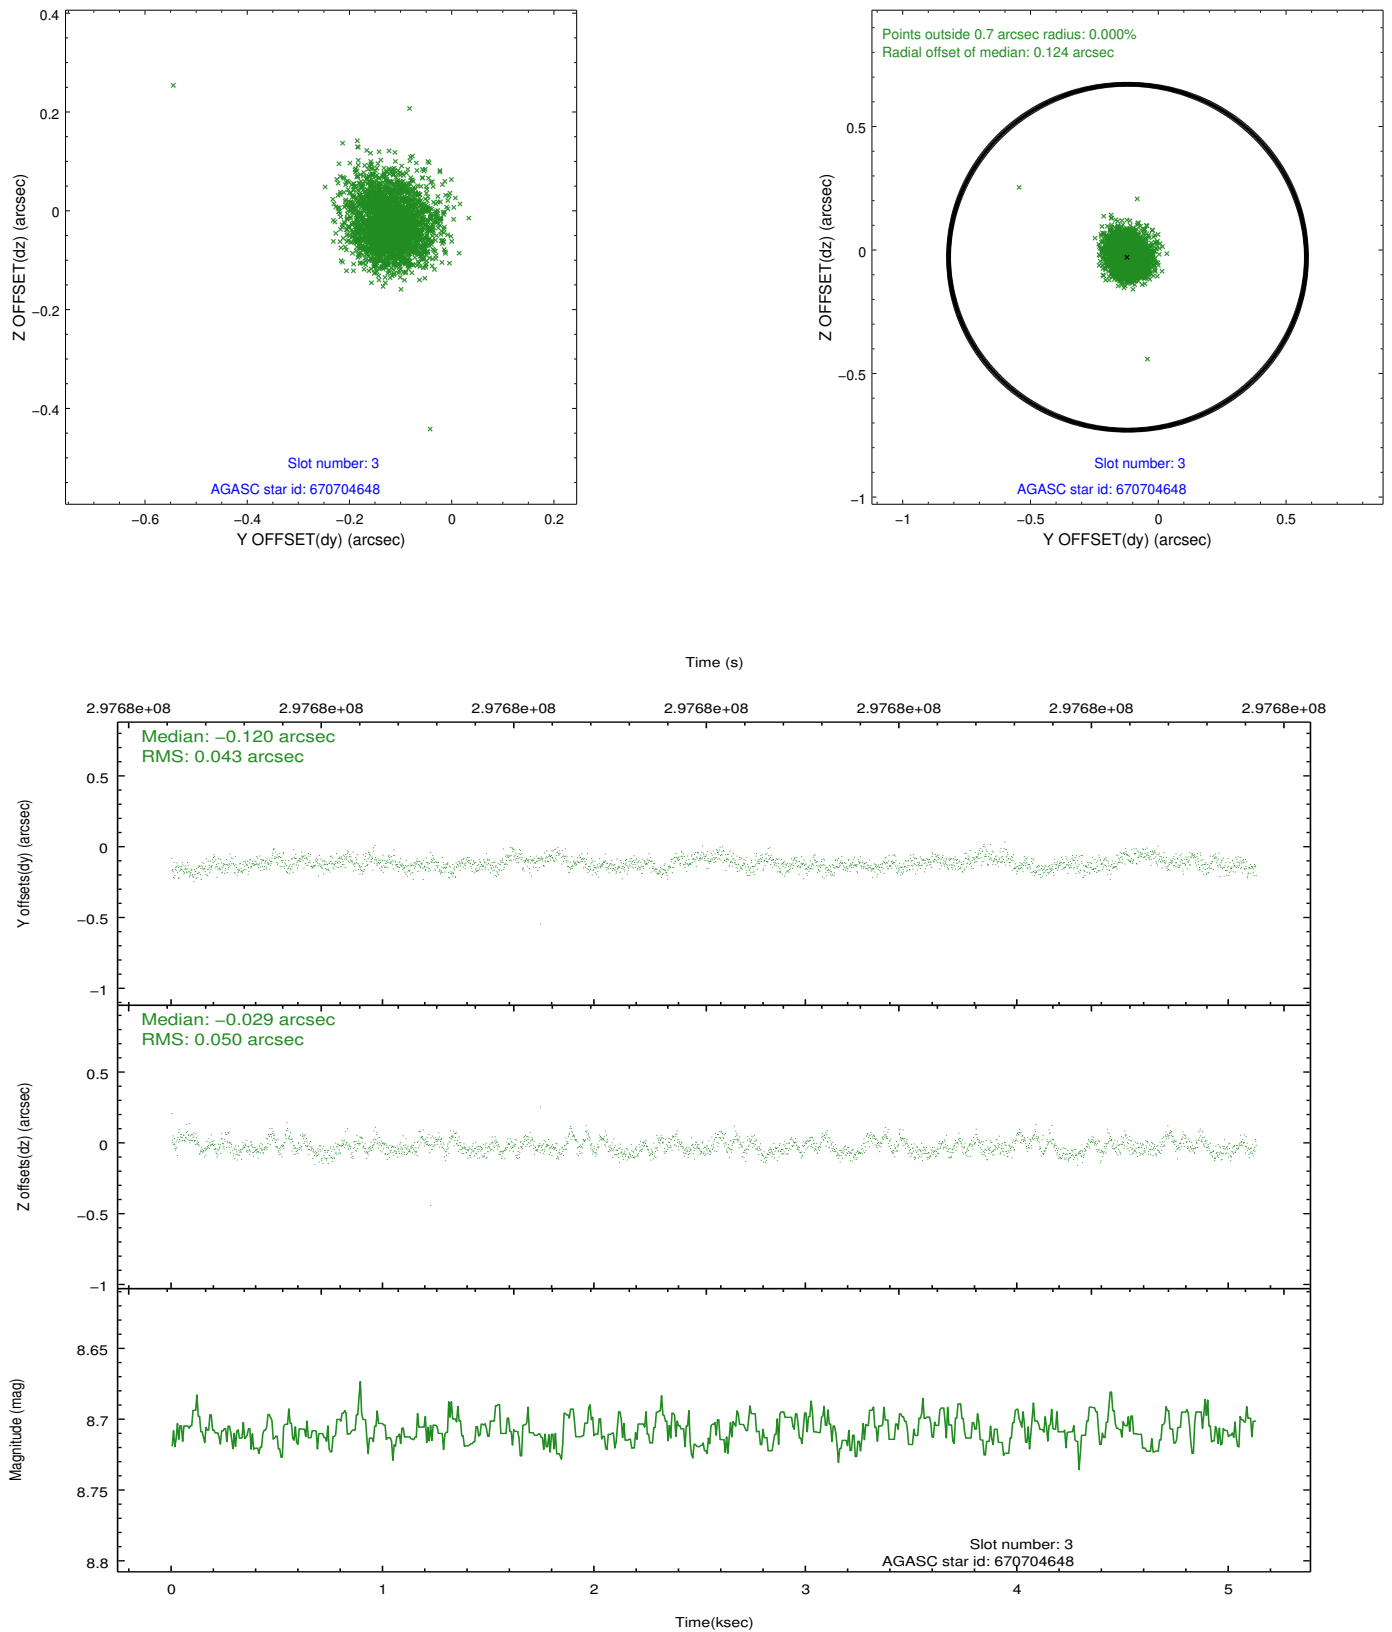 0.4
0.2
0
−0.2
−0.4
Z OFFSET(dz) (arcsec)
Slot number: 3
AGASC star id: 670704648
−0.6
−0.4
−0.2
0
0.2
Y OFFSET(dy) (arcsec)
Points outside 0.7 arcsec radius: 0.000%
Radial offset of median: 0.124 arcsec
0.5
0
−0.5
−1
Z OFFSET(dz) (arcsec)
Slot number: 3
AGASC star id: 670704648
−1
−0.5
0
0.5
Y OFFSET(dy) (arcsec)
Time (s)
2.9768e+08
2.9768e+08
2.9768e+08
2.9768e+08
2.9768e+08
2.9768e+08
2.9768e+08
Median: −0.120 arcsec
RMS: 0.043 arcsec
0.5
0
−0.5
−1
Y offsets(dy) (arcsec)
Median: −0.029 arcsec
RMS: 0.050 arcsec
0.5
0
−0.5
−1
Z offsets(dz) (arcsec)
8.65
8.7
8.75
8.8
Magnitude (mag)
Slot number: 3
AGASC star id: 670704648
0
1
2
3
4
5
Time(ksec)